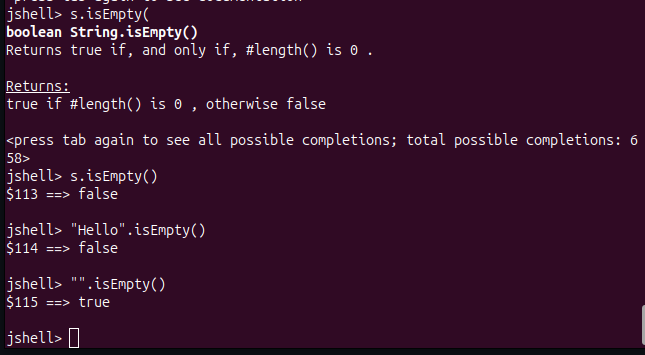 jshell> s.isEmpty(
boolean String.isEmpty()
Returns true if, and only if, #length() is 0 .
Returns:
true if #length() is 0 , otherwise false
<press tab again to see all possible completions; total possible completions: 6
58>
jshell> s.isEmpty()
$113 ==> false
jshell> "Hello".isEmpty()
$114 ==> false
jshell> "".isEmpty()
$115 ==> true
jshell>